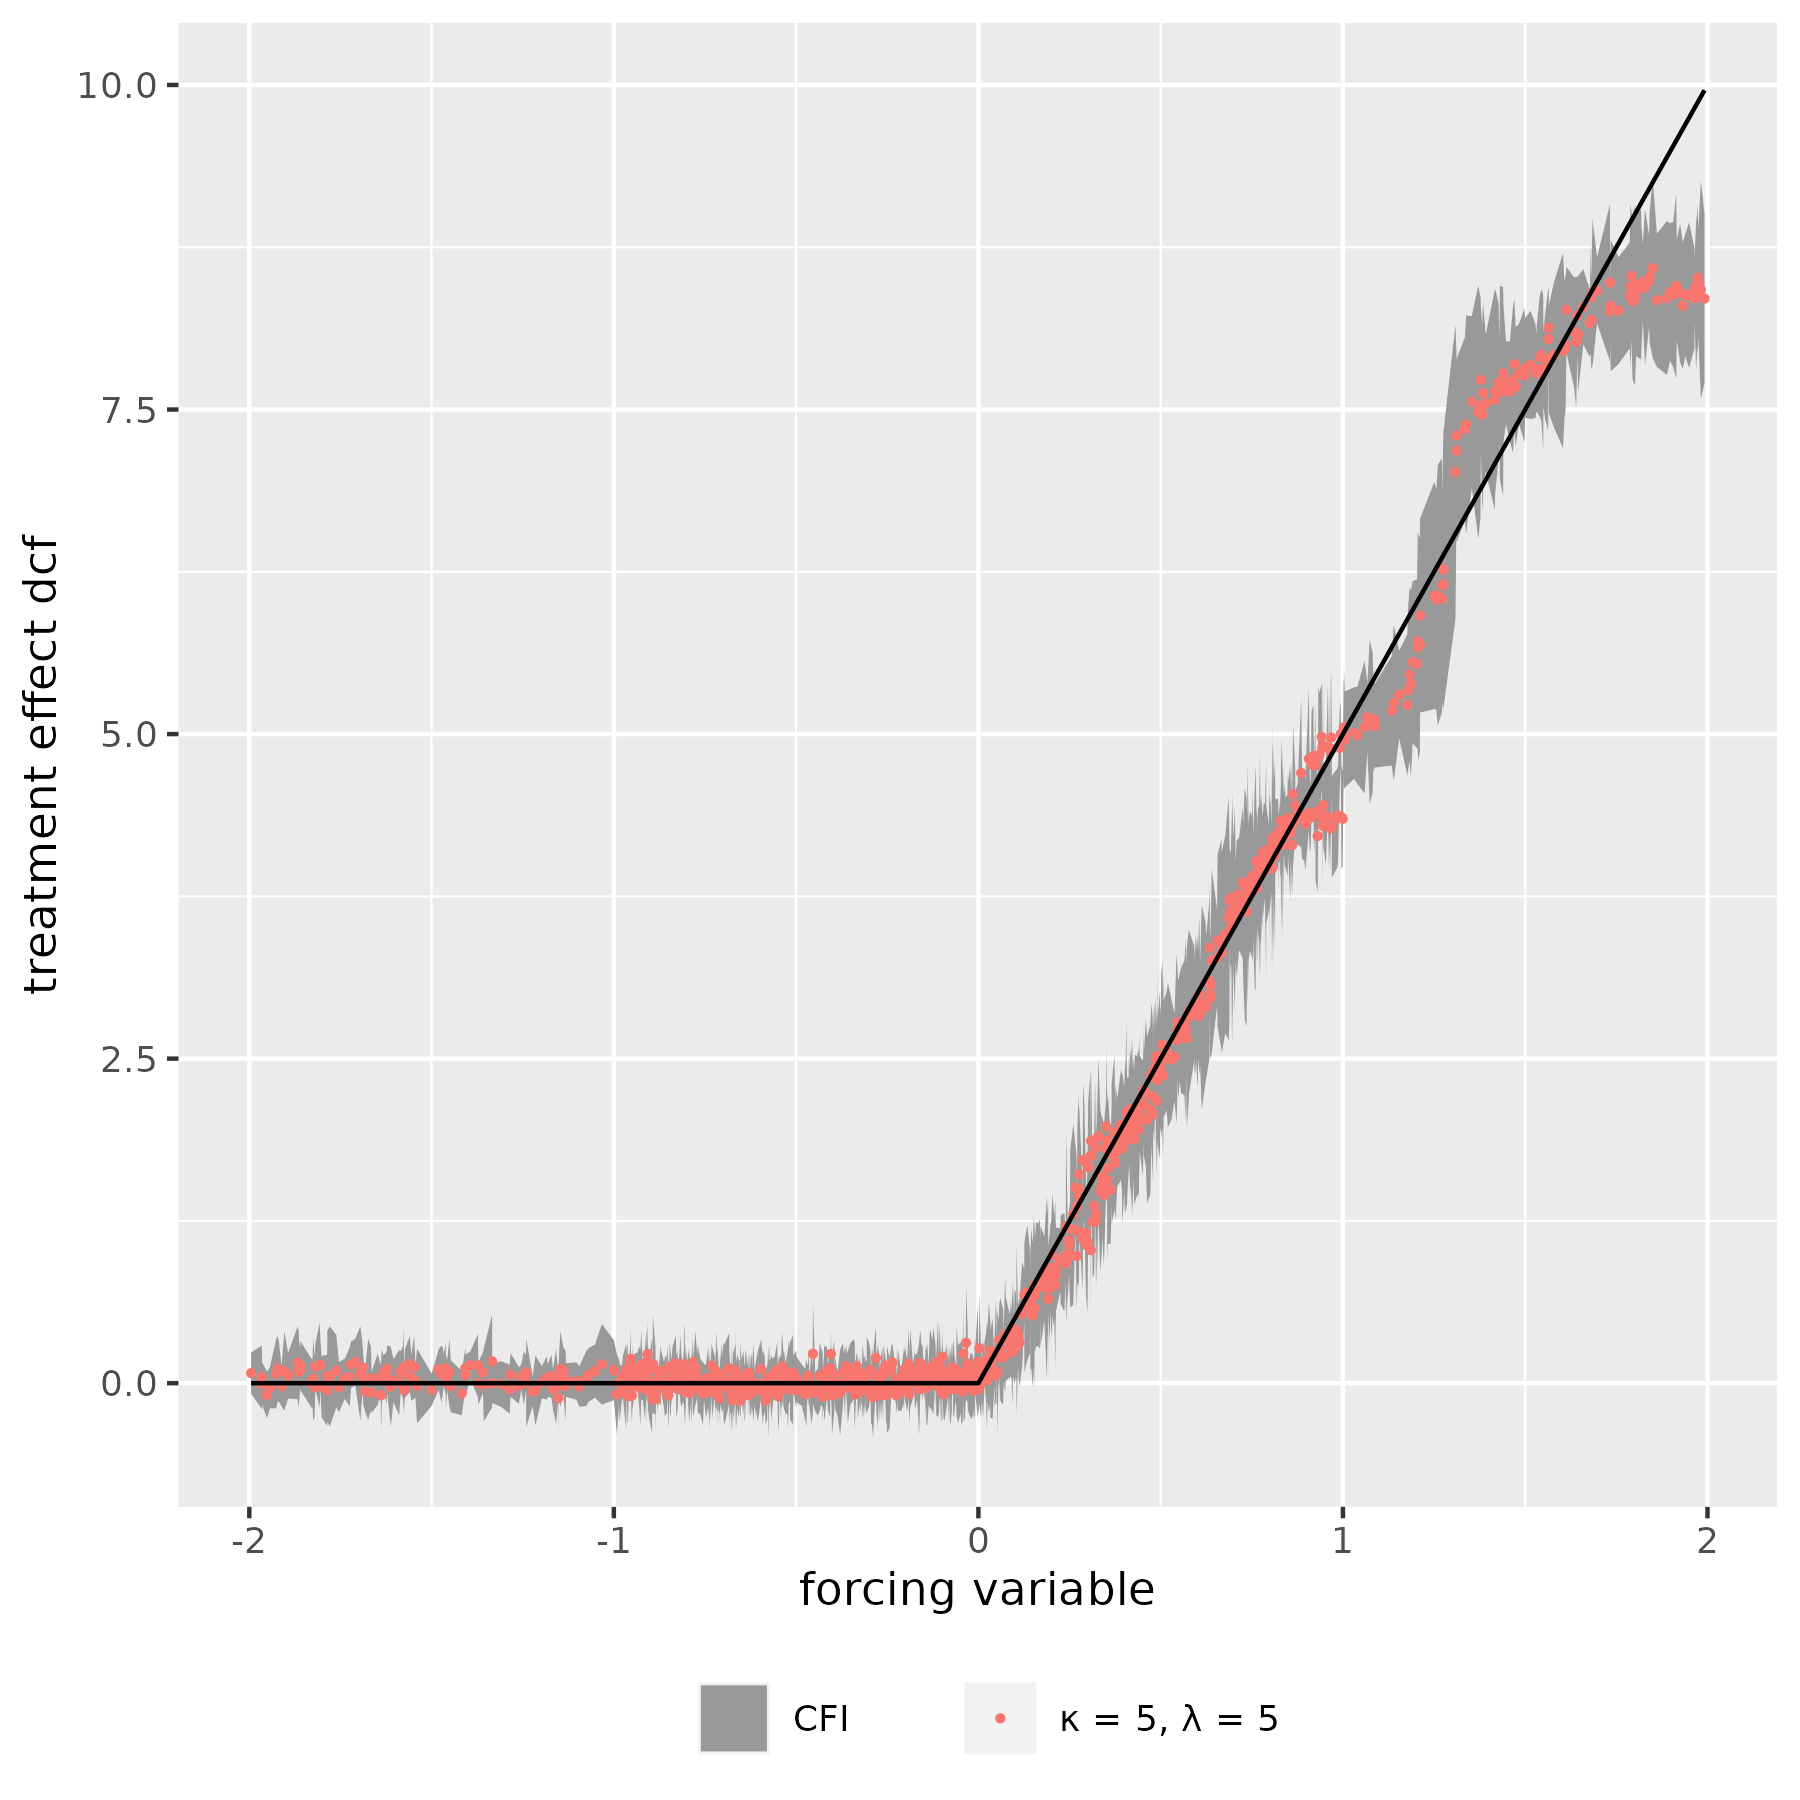 10.0
7.5
5.0
2.5
0.0
treatment effect dcf
-2 -1 0 1 2
forcing variable
CFI κ = 5, λ = 5